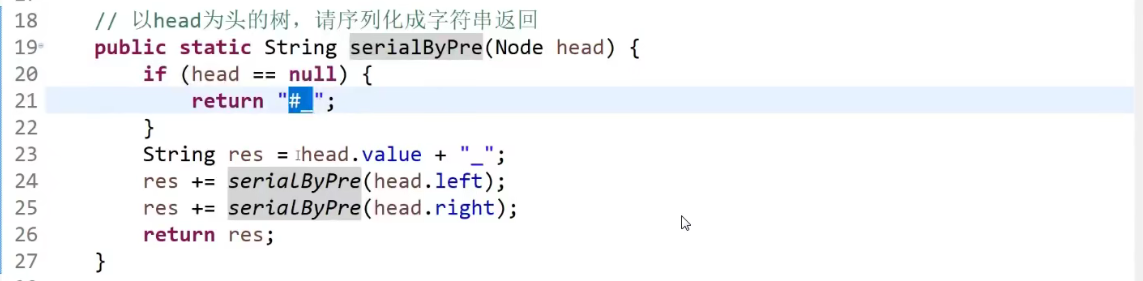 18 // 以head为头的树，请序列化成字符串返回
19 public static String serialByPre(Node head) {
20 if (head == null) {
21 return "#_";
22 }
23 String res = head.value + "_";
24 res += serialByPre(head.left);
25 res += serialByPre(head.right);
26 return res;
27 }